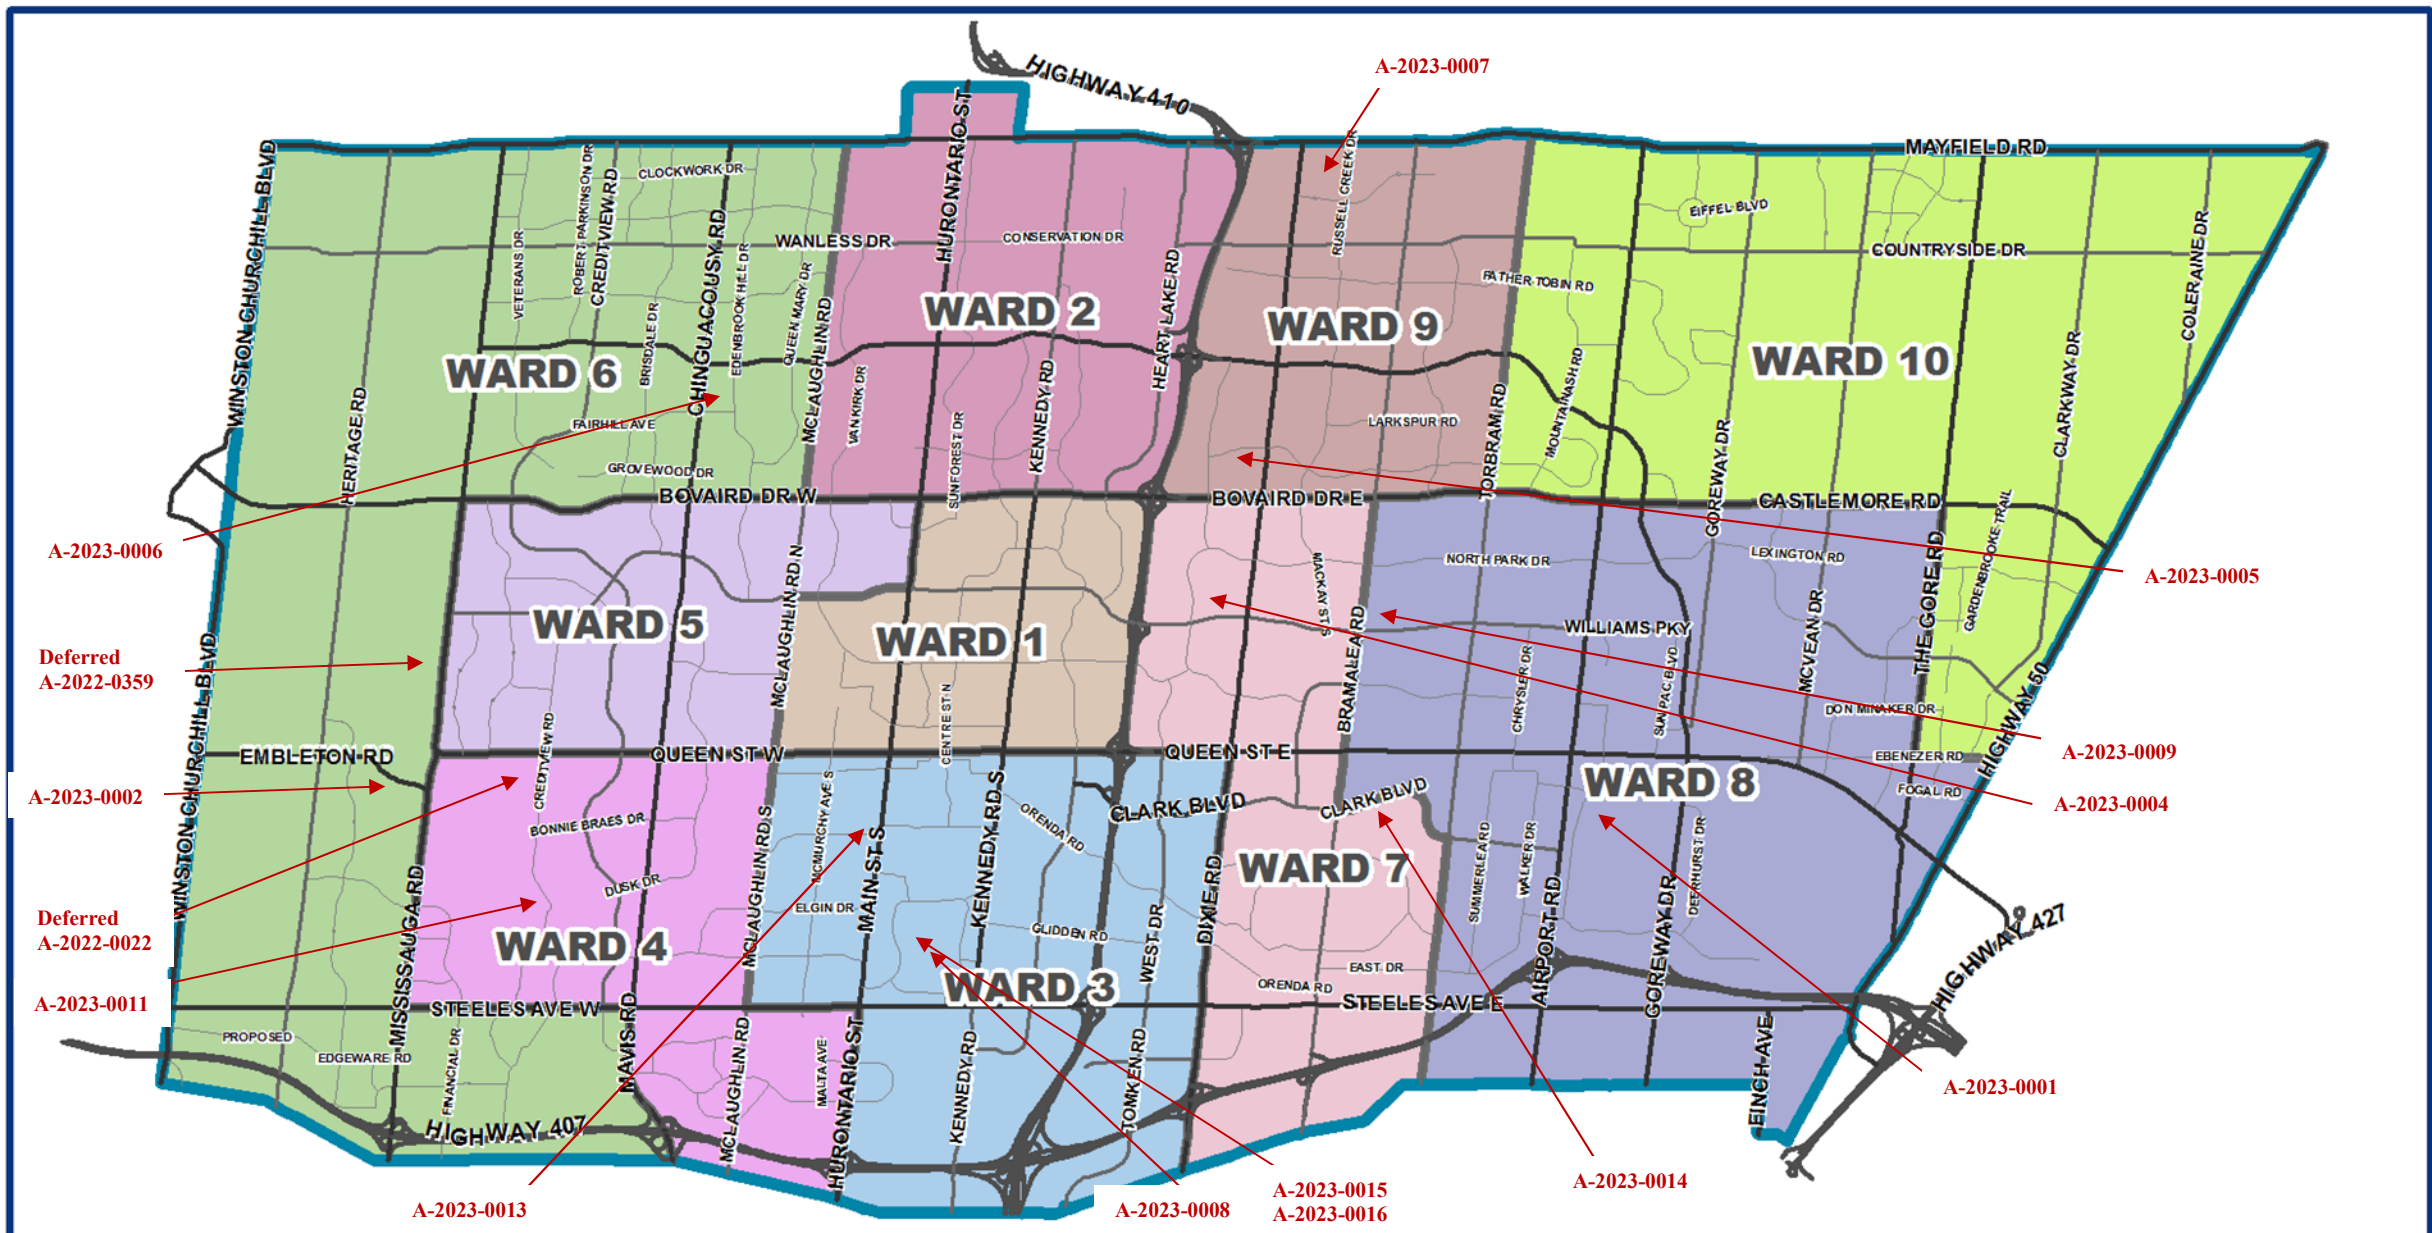 A-2023-0007
HIGHWAY 410
HURONTARIO ST
MAYFIELD RD
WINSTON CHURCHILL BLVD
CLOCKWORK DR
ROBERT PARKINSON DR
CREDITVIEW RD
RUSSELL CREEK DR
EIFFEL BLVD
VETERANS DR
CHINGUACOUSY RD
EDENBROOK HILL DR
WANLESS DR
CONSERVATION DR
COUNTRYSIDE DR
COLERAINE DR
QUEEN MARY DR
HEART LAKE RD
FATHER TOBIN RD
MCLAUGHLIN RD
WARD 2
WARD 9
WARD 10
BRISDALE DR
WARD 6
VAN KIRK DR
KENNEDY RD
MOUNTAINASH RD
CLARKWAY DR
HERITAGE RD
FAIRHILL AVE
SUNFOREST DR
LARKSPUR RD
TORBRAM RD
GOREWAY DR
GROVEWOOD DR
BOVAIRD DR W
BOVAIRD DR E
CASTLEMORE RD
A-2023-0006
MCLAUGHLIN RD N
MACKAY ST S
NORTH PARK DR
LEXINGTON RD
THE GORE RD
GARDENBROOKE TRAIL
A-2023-0005
WARD 5
WARD 1
BRAMALEA RD
WILLIAMS PKY
MCVEAN DR
Deferred
A-2022-0359
WINSTON CHURCHILL BLVD
CENTRE ST N
CHRYSLER DR
SUN PAC BLVD
DON MINAKER DR
HIGHWAY 50
EMBLETON RD
CREDITVIEW RD
QUEEN ST W
QUEEN ST E
EBENEZER RD
A-2023-0009
A-2023-0002
MCMURCHY AVE S
KENNEDY RD S
CLARK BLVD
CLARK BLVD
WARD 8
FOGAL RD
A-2023-0004
BONNIE BRAES DR
MCLAUGHLIN RD S
MAIN ST S
ORENDA RD
DIXIE RD
WARD 7
SUMMERLEA RD
WALKER DR
DEERHURST DR
DUSK DR
ELGIN DR
Deferred
A-2022-0022
MISSISSAUGA RD
WARD 4
GLIDDEN RD
WEST DR
EAST DR
AIRPORT RD
GOREWAY DR
HIGHWAY 427
WARD 3
ORENDA RD
A-2023-0011
STEELES AVE W
STEELES AVE E
MAVIS RD
PROPOSED
EDGEWARE RD
FINANCIAL DR
MCLAUGHLIN RD
MALTA AVE
HURONTARIO ST
KENNEDY RD
TOMKEN RD
FINCH AVE
A-2023-0001
HIGHWAY 407
A-2023-0014
A-2023-0013
A-2023-0008
A-2023-0015
A-2023-0016